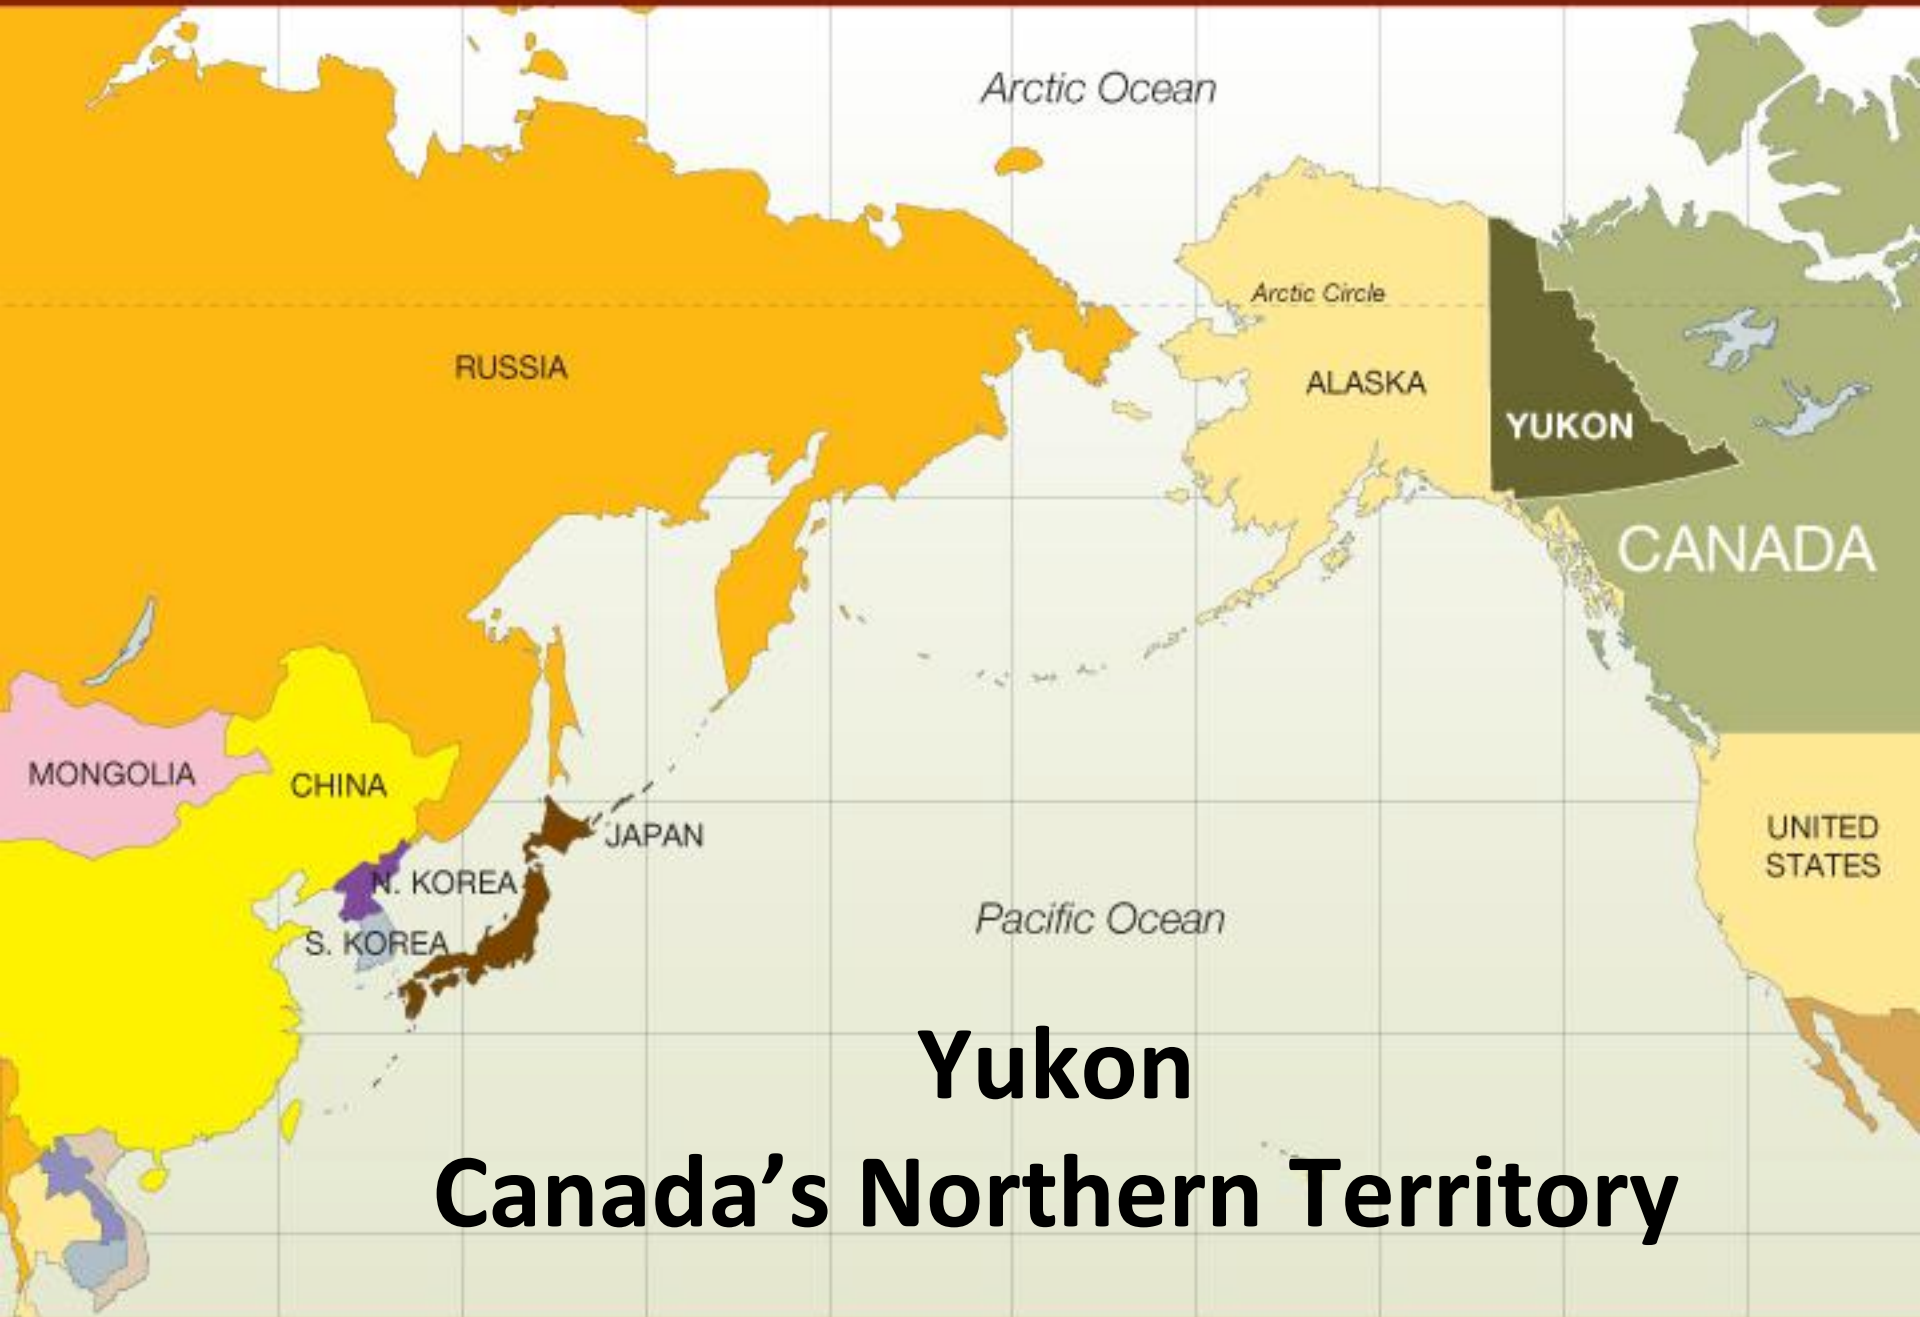 Arctic Ocean
Arctic Circle
RUSSIA
ALASKA
YUKON
CANADA
MONGOLIA
CHINA
JAPAN
UNITED
STATES
N. KOREA
S. KOREA
Pacific Ocean
Yukon
Canada’s Northern Territory